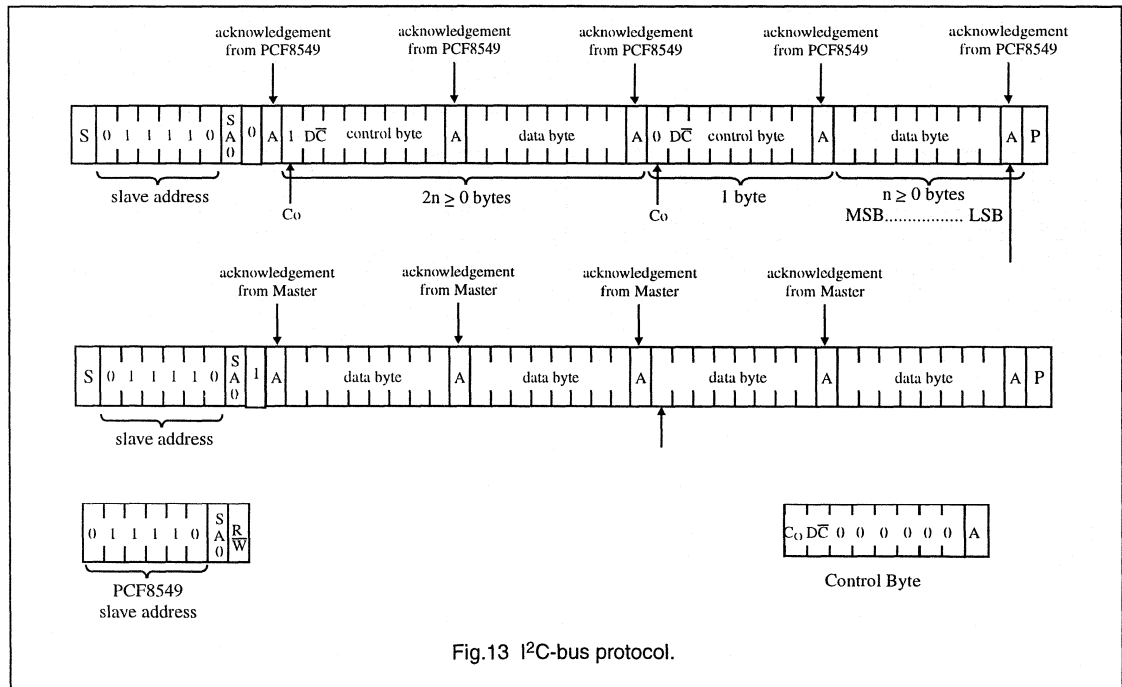 acknowledgement acknowledgement acknowledgement acknowledgement acknowledgement
from PCF8549 from PCF8549 from PCF8549 from PCF8549 from PCF8549
S 0 1 1 1 1 0 SA0 0 A 1 DC̅ control byte A data byte A 0 DC̅ control byte A data byte A P
slave address 2n ≥ 0 bytes 1 byte n ≥ 0 bytes
Co Co MSB................ LSB
acknowledgement acknowledgement acknowledgement acknowledgement
from Master from Master from Master from Master
S 0 1 1 1 1 0 SA0 1 A data byte A data byte A data byte A data byte A P
slave address
0 1 1 1 1 0 SA0 R/W̅
Co DC̅ 0 0 0 0 0 0 A
PCF8549
slave address
Control Byte
Fig.13 I²C-bus protocol.